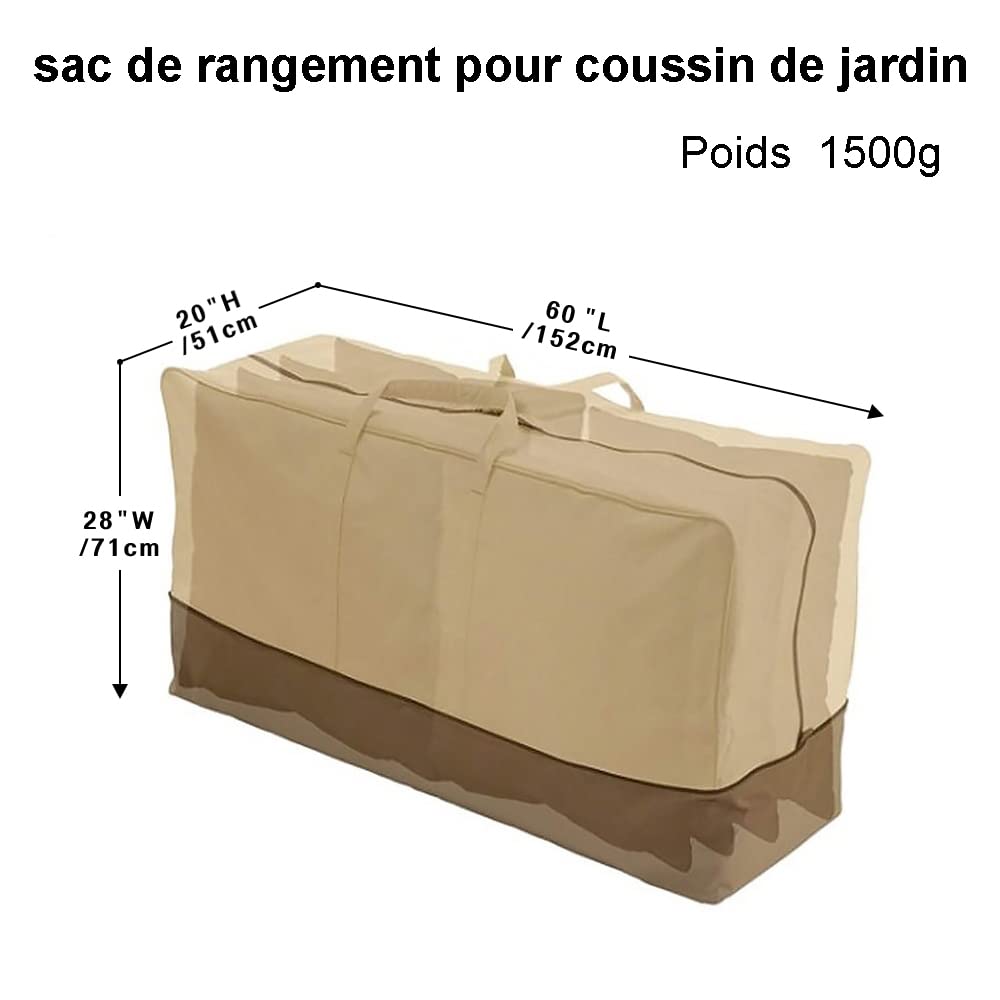 sac de rangement pour coussin de jardin
Poids 1500g
20"H
/51cm
60 "L
/152cm
28"W
/71cm